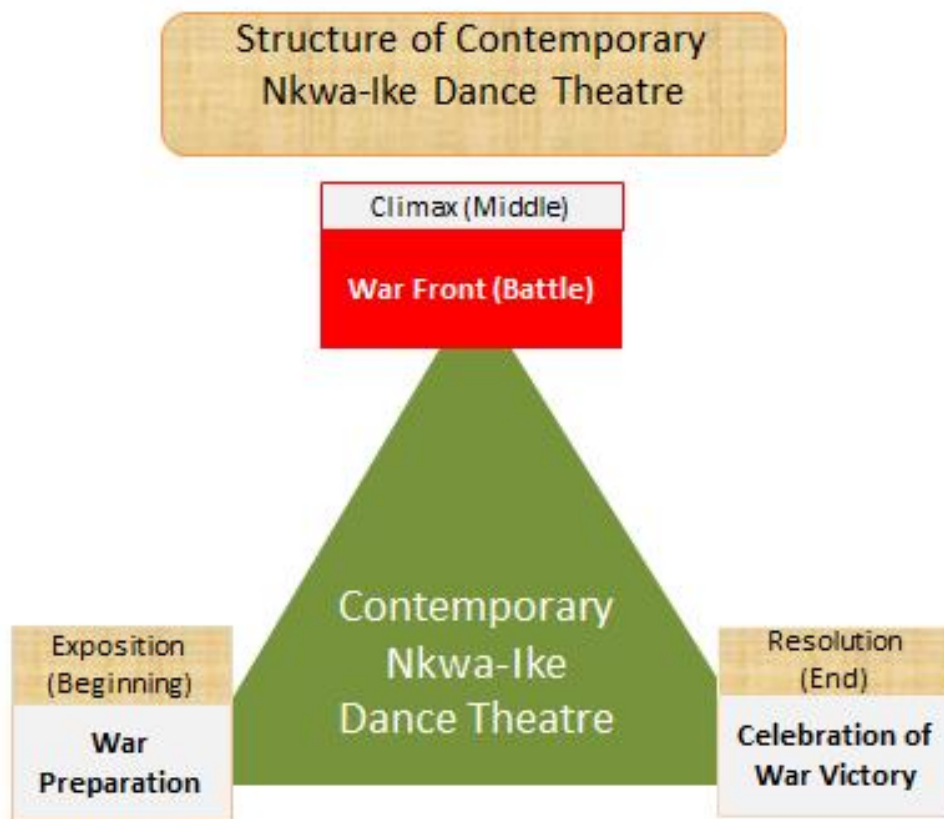 Structure of Contemporary
Nkwa-Ike Dance Theatre
Climax (Middle)
War Front (Battle)
Contemporary
Nkwa-Ike
Dance Theatre
Exposition
(Beginning)
War
Preparation
Resolution
(End)
Celebration of
War Victory